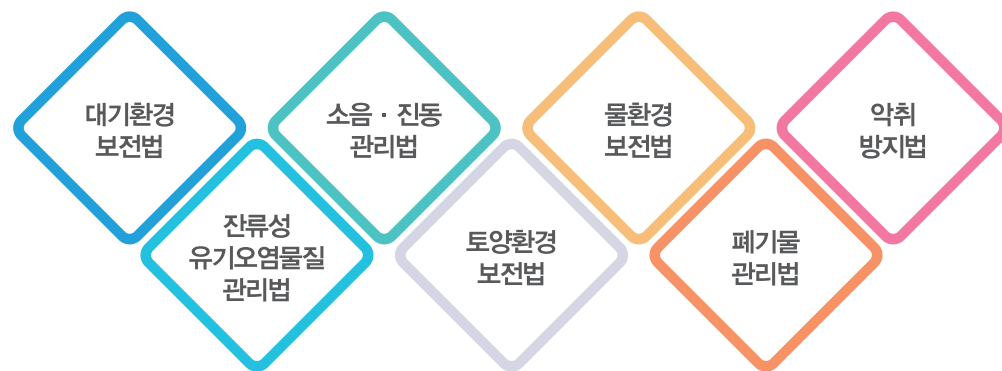 대기환경
보전법
소음 · 진동
관리법
물환경
보전법
악취
방지법
잔류성
유기오염물질
관리법
토양환경
보전법
폐기물
관리법